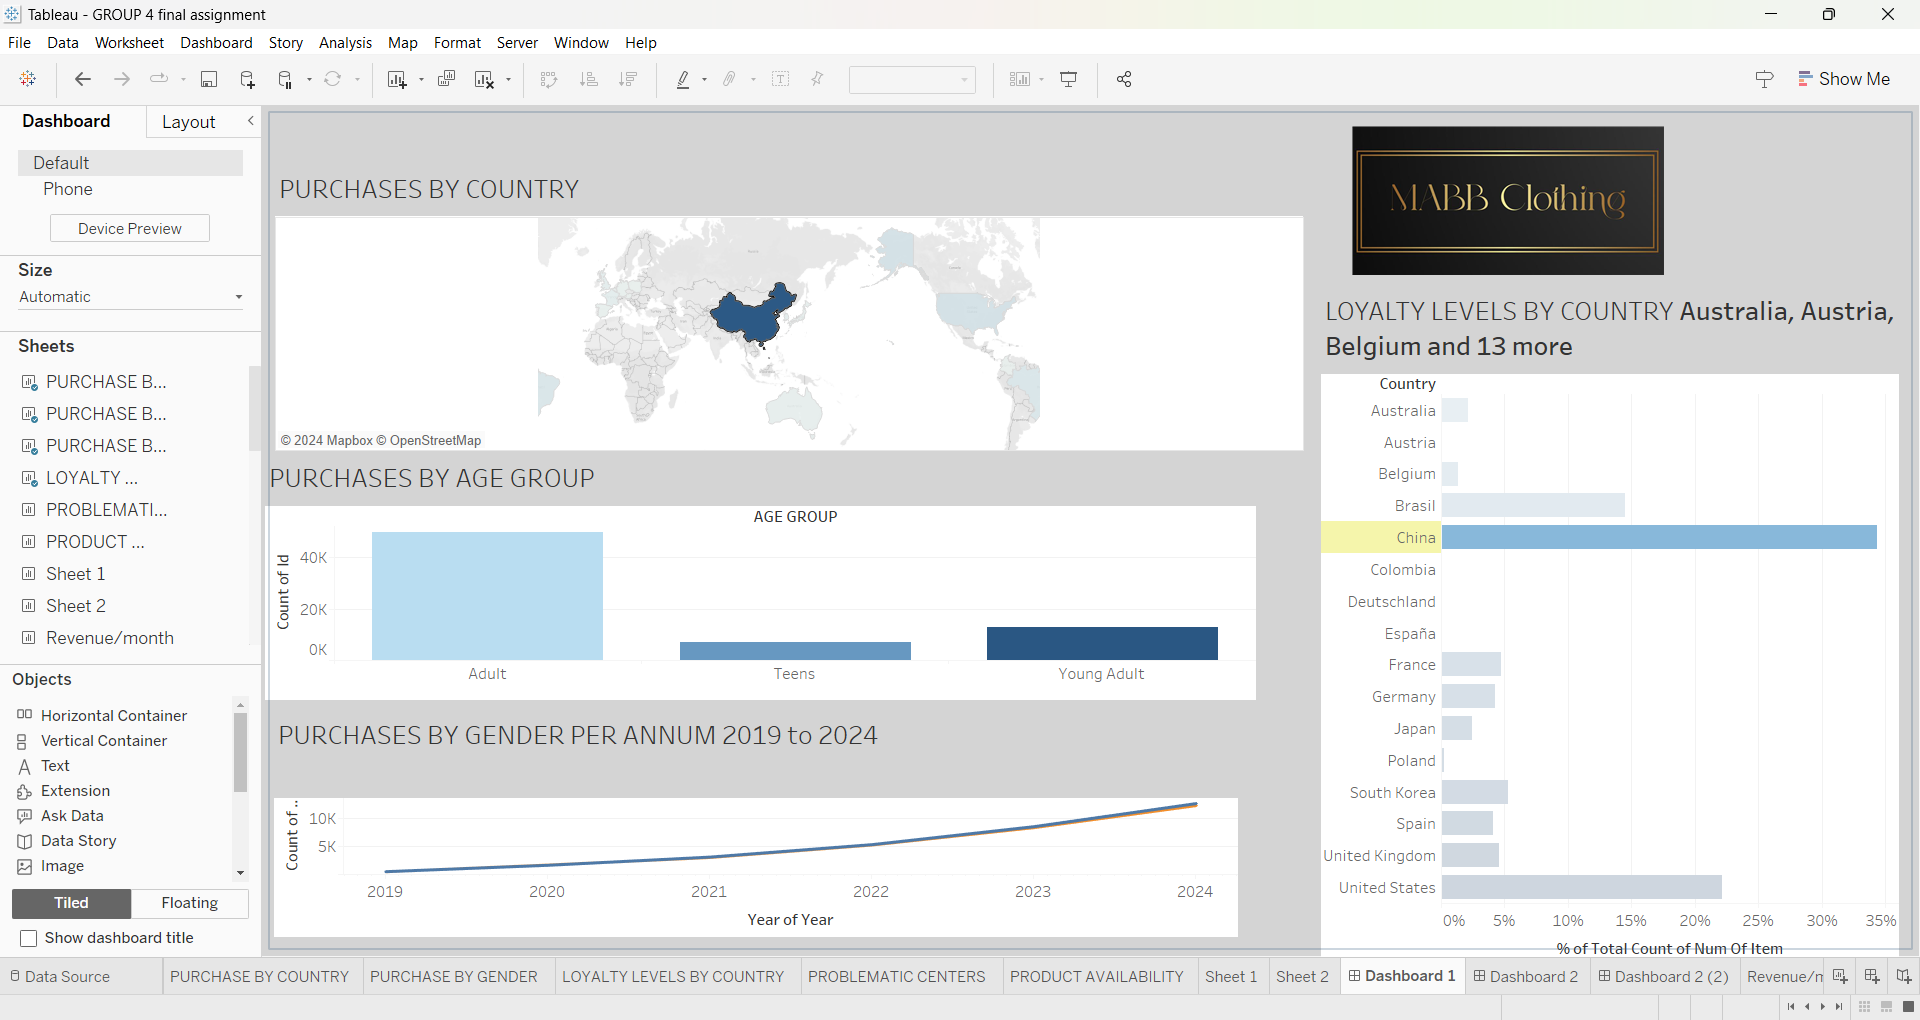 Tableau - GROUP 4 final assignment
File Data Worksheet Dashboard Story Analysis Map Format Server Window Help
Show Me
Dashboard Layout
Default
Phone
Device Preview
Size
Automatic
Sheets
PURCHASE B...
PURCHASE B...
PURCHASE B...
LOYALTY ...
PROBLEMATI...
PRODUCT ...
Sheet 1
Sheet 2
Revenue/month
Objects
Horizontal Container
Vertical Container
Text
Extension
Ask Data
Data Story
Image
Tiled Floating
Show dashboard title
PURCHASES BY COUNTRY
© 2024 Mapbox © OpenStreetMap
PURCHASES BY AGE GROUP
AGE GROUP
Count of Id
40K
20K
0K
Adult Teens Young Adult
PURCHASES BY GENDER PER ANNUM 2019 to 2024
Count of ..
10K
5K
2019 2020 2021 2022 2023 2024
Year of Year
MABB Clothing
LOYALTY LEVELS BY COUNTRY Australia, Austria,
Belgium and 13 more
Country
Australia
Austria
Belgium
Brasil
China
Colombia
Deutschland
España
France
Germany
Japan
Poland
South Korea
Spain
United Kingdom
United States
0% 5% 10% 15% 20% 25% 30% 35%
% of Total Count of Num Of Item
Data Source PURCHASE BY COUNTRY PURCHASE BY GENDER LOYALTY LEVELS BY COUNTRY PROBLEMATIC CENTERS PRODUCT AVAILABILITY Sheet 1 Sheet 2 Dashboard 1 Dashboard 2 Dashboard 2 (2) Revenue/m